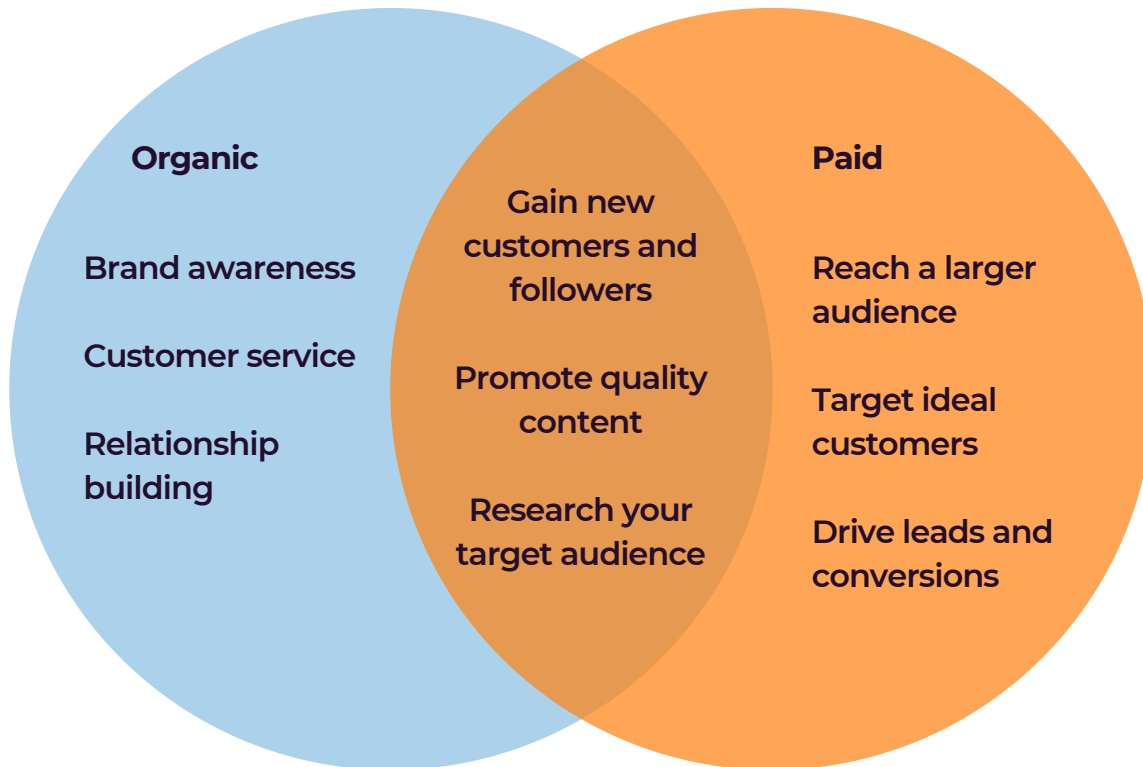 Organic
Brand awareness
Customer service
Relationship
building
Gain new
customers and
followers
Promote quality
content
Research your
target audience
Paid
Reach a larger
audience
Target ideal
customers
Drive leads and
conversions